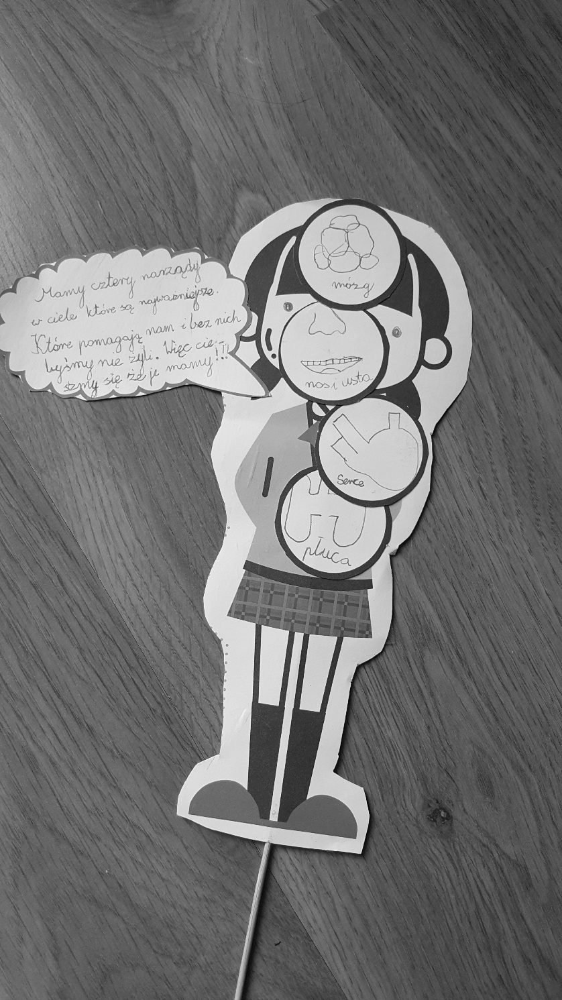 Mamy cztery narządy
w ciele które są najważniejsze.
Które pomagają nam i bez nich
byśmy nie żyli. Więc cie-
szmy się że je mamy!!!
mózg
nos i usta
Serce
płuca